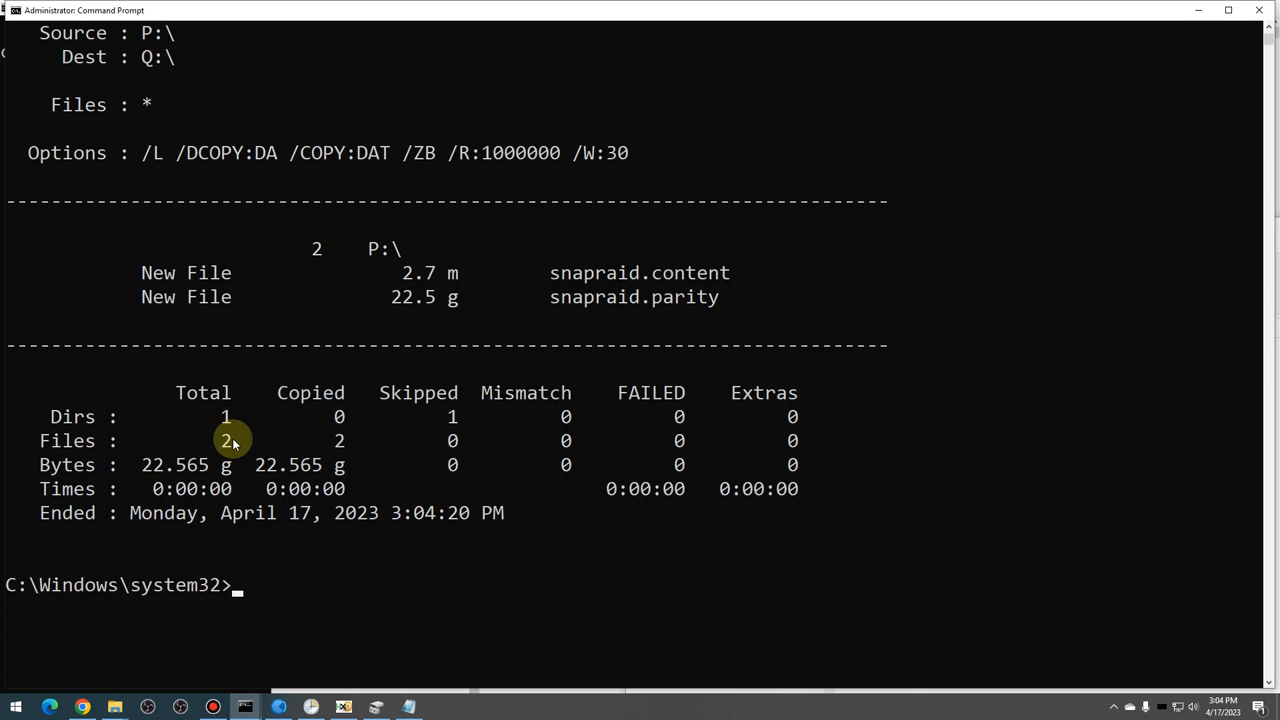 Administrator: Command Prompt
Source : P:\
Dest : Q:\
Files : *
Options : /L /DCOPY:DA /COPY:DAT /ZB /R:1000000 /W:30
------------------------------------------------------------------------------
2 P:\
New File 2.7 m snapraid.content
New File 22.5 g snapraid.parity
------------------------------------------------------------------------------
Total Copied Skipped Mismatch FAILED Extras
Dirs : 1 0 1 0 0 0
Files : 2 2 0 0 0 0
Bytes : 22.565 g 22.565 g 0 0 0 0
Times : 0:00:00 0:00:00 0:00:00 0:00:00
Ended : Monday, April 17, 2023 3:04:20 PM
C:\Windows\system32>
3:04 PM
4/17/2023